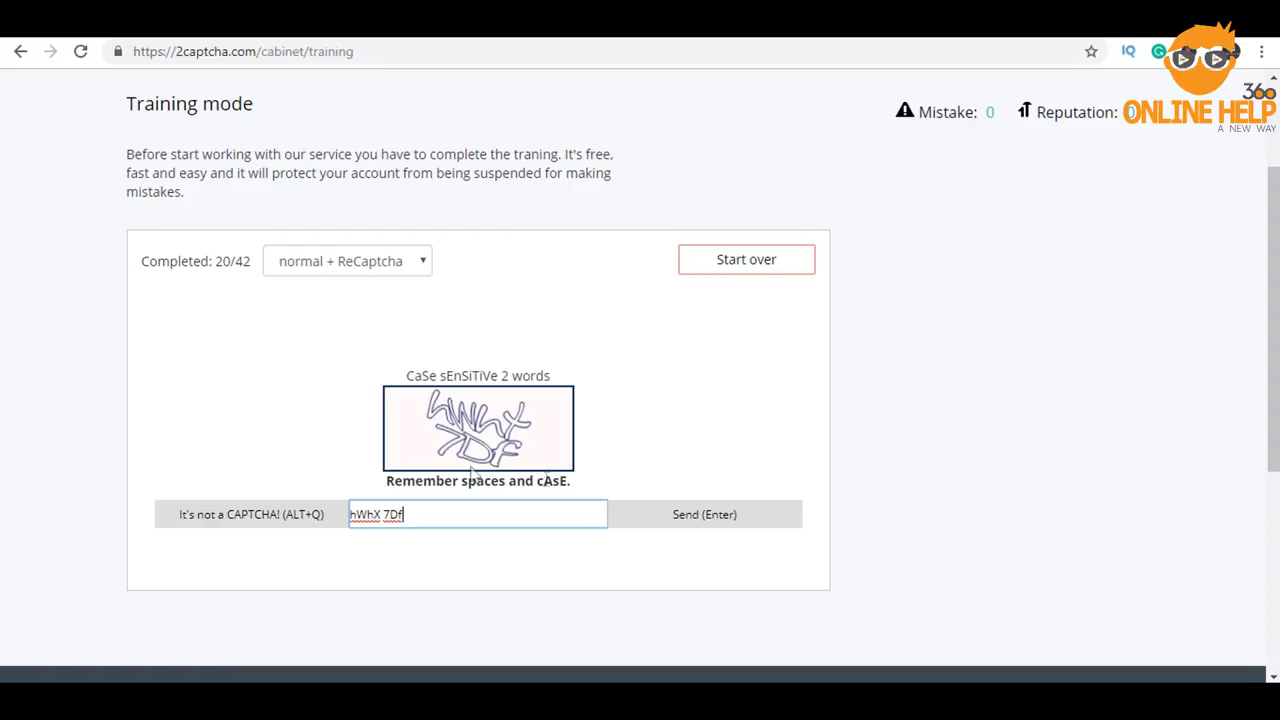 https://2captcha.com/cabinet/training
IQ
Training mode
Mistake: 0
Reputation:
360
ONLINE HELP
A NEW WAY
Before start working with our service you have to complete the traning. It's free,
fast and easy and it will protect your account from being suspended for making
mistakes.
Completed: 20/42
normal + ReCaptcha
Start over
CaSe sEnSiTiVe 2 words
hWhX
7DF
Remember spaces and cAsE.
It's not a CAPTCHA! (ALT+Q)
hWhX 7Df
Send (Enter)